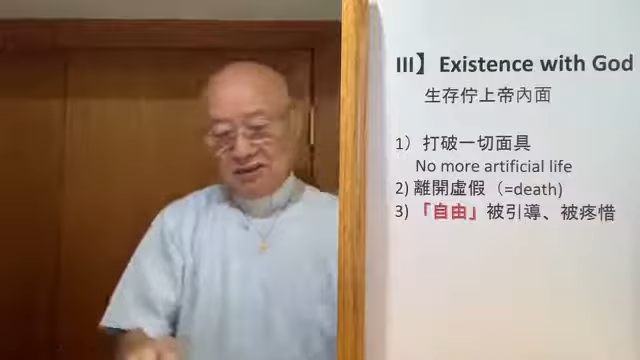 III】 Existence with God
生存佇上帝內面
1） 打破一切面具
No more artificial life
2) 離開虛假（=death)
3) 「自由」被引導、被疼惜